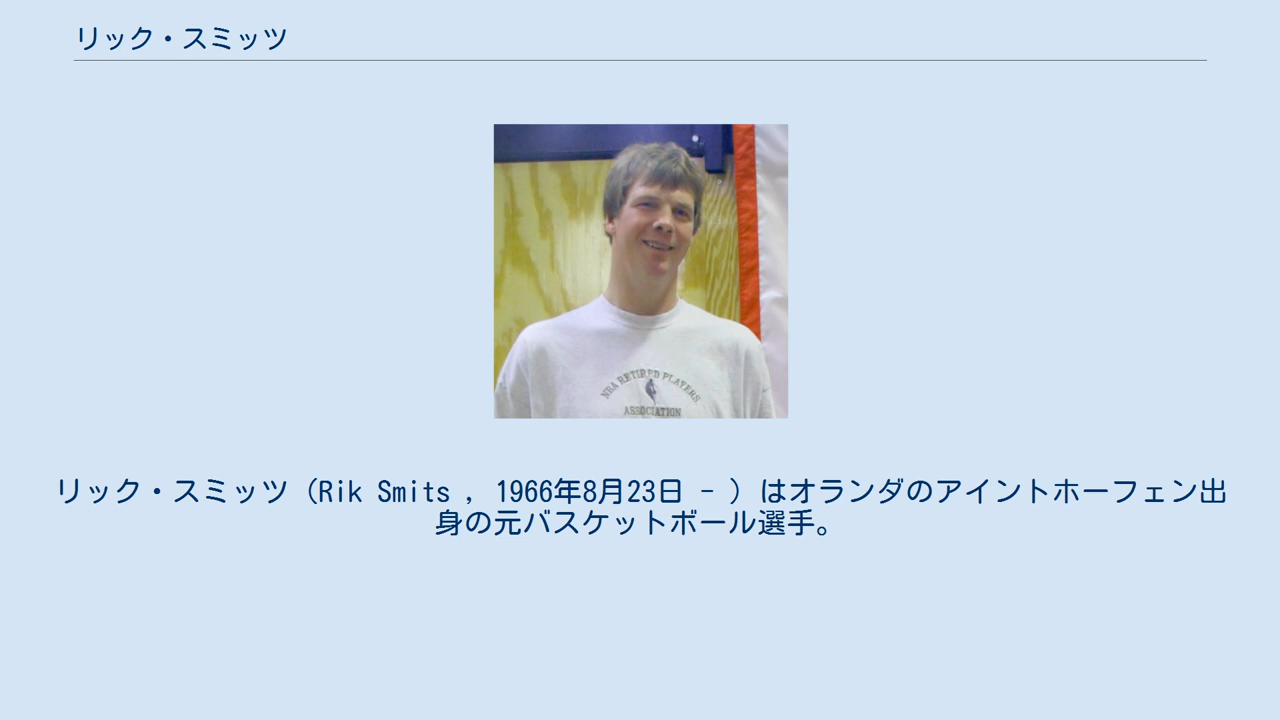 リック・スミッツ
NBA RETIRED PLAYERS
ASSOCIATION
リック・スミッツ（Rik Smits , 1966年8月23日 - ）はオランダのアイントホーフェン出
身の元バスケットボール選手。